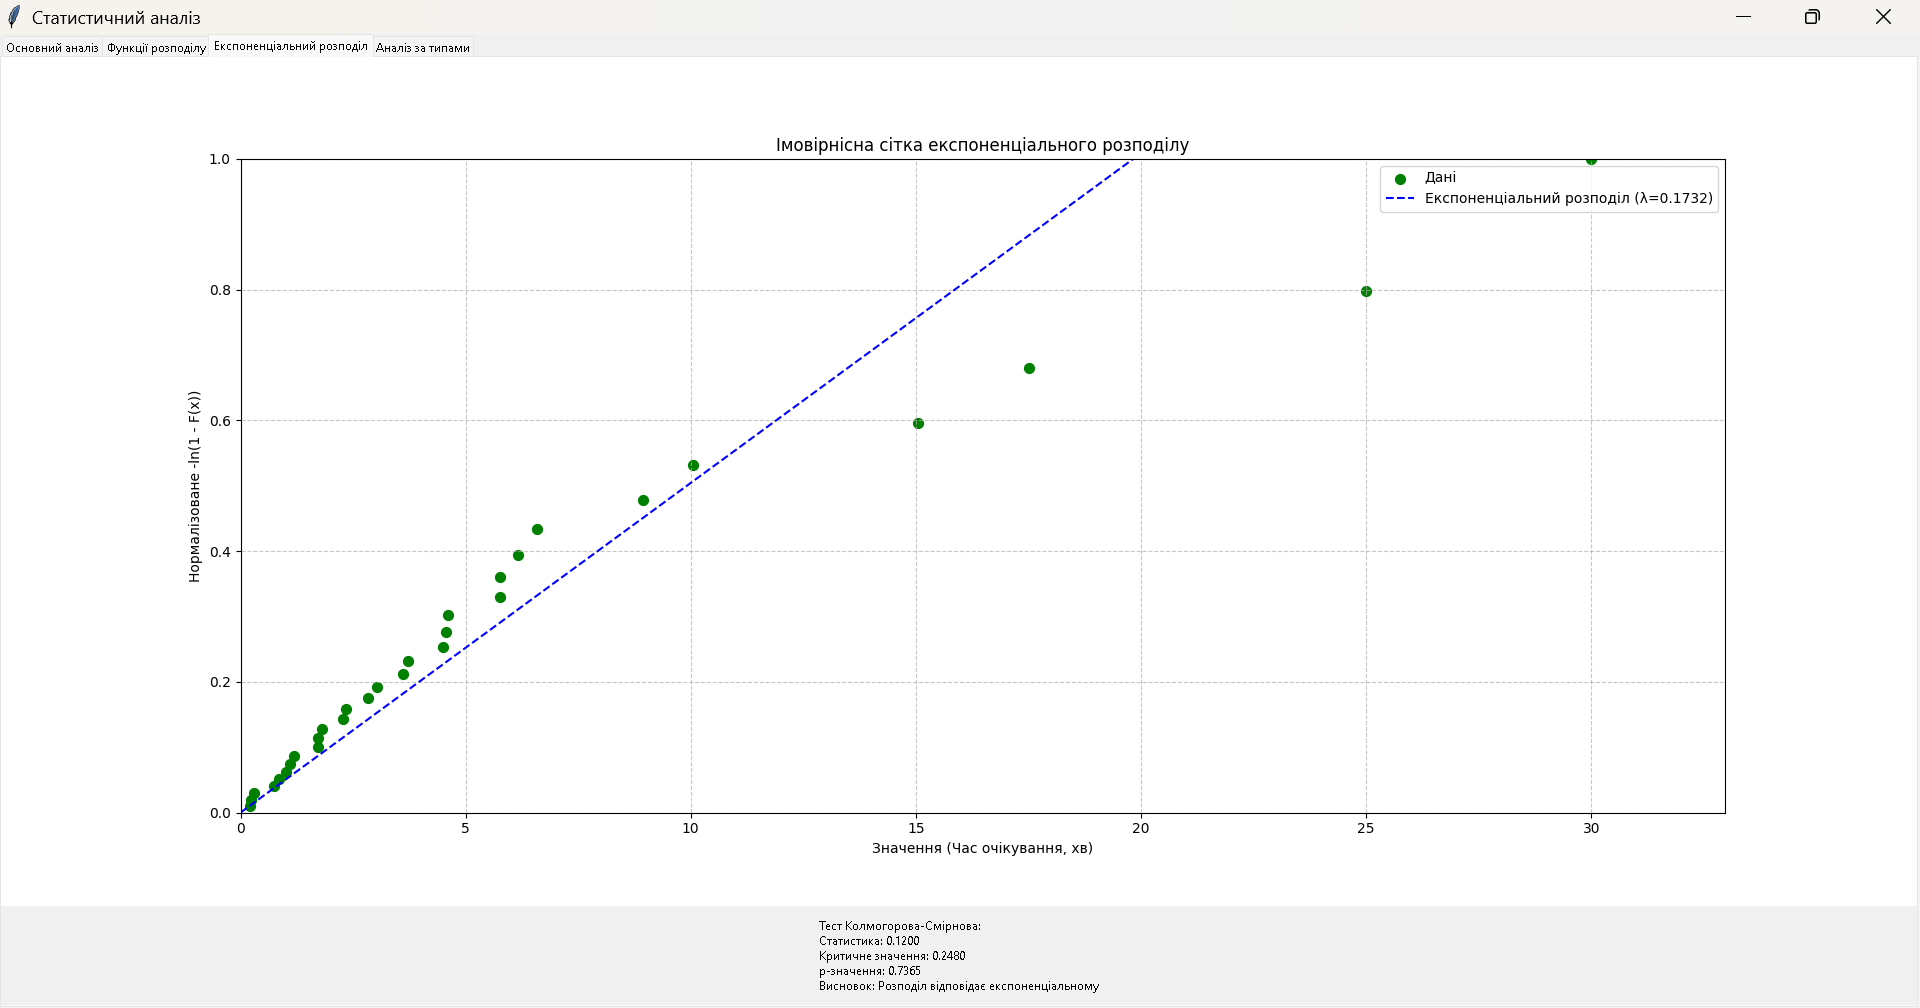 Статистичний аналіз
Основний аналіз Функції розподілу Експоненціальний розподіл Аналіз за типами
Імовірнісна сітка експоненціального розподілу
Дані
Експоненціальний розподіл (λ=0.1732)
1.0
0.8
0.6
0.4
0.2
0.0
Нормалізоване -ln(1 - F(x))
0 5 10 15 20 25 30
Значення (Час очікування, хв)
Тест Колмогорова-Смірнова:
Статистика: 0.1200
Критичне значення: 0.2480
p-значення: 0.7365
Висновок: Розподіл відповідає експоненціальному